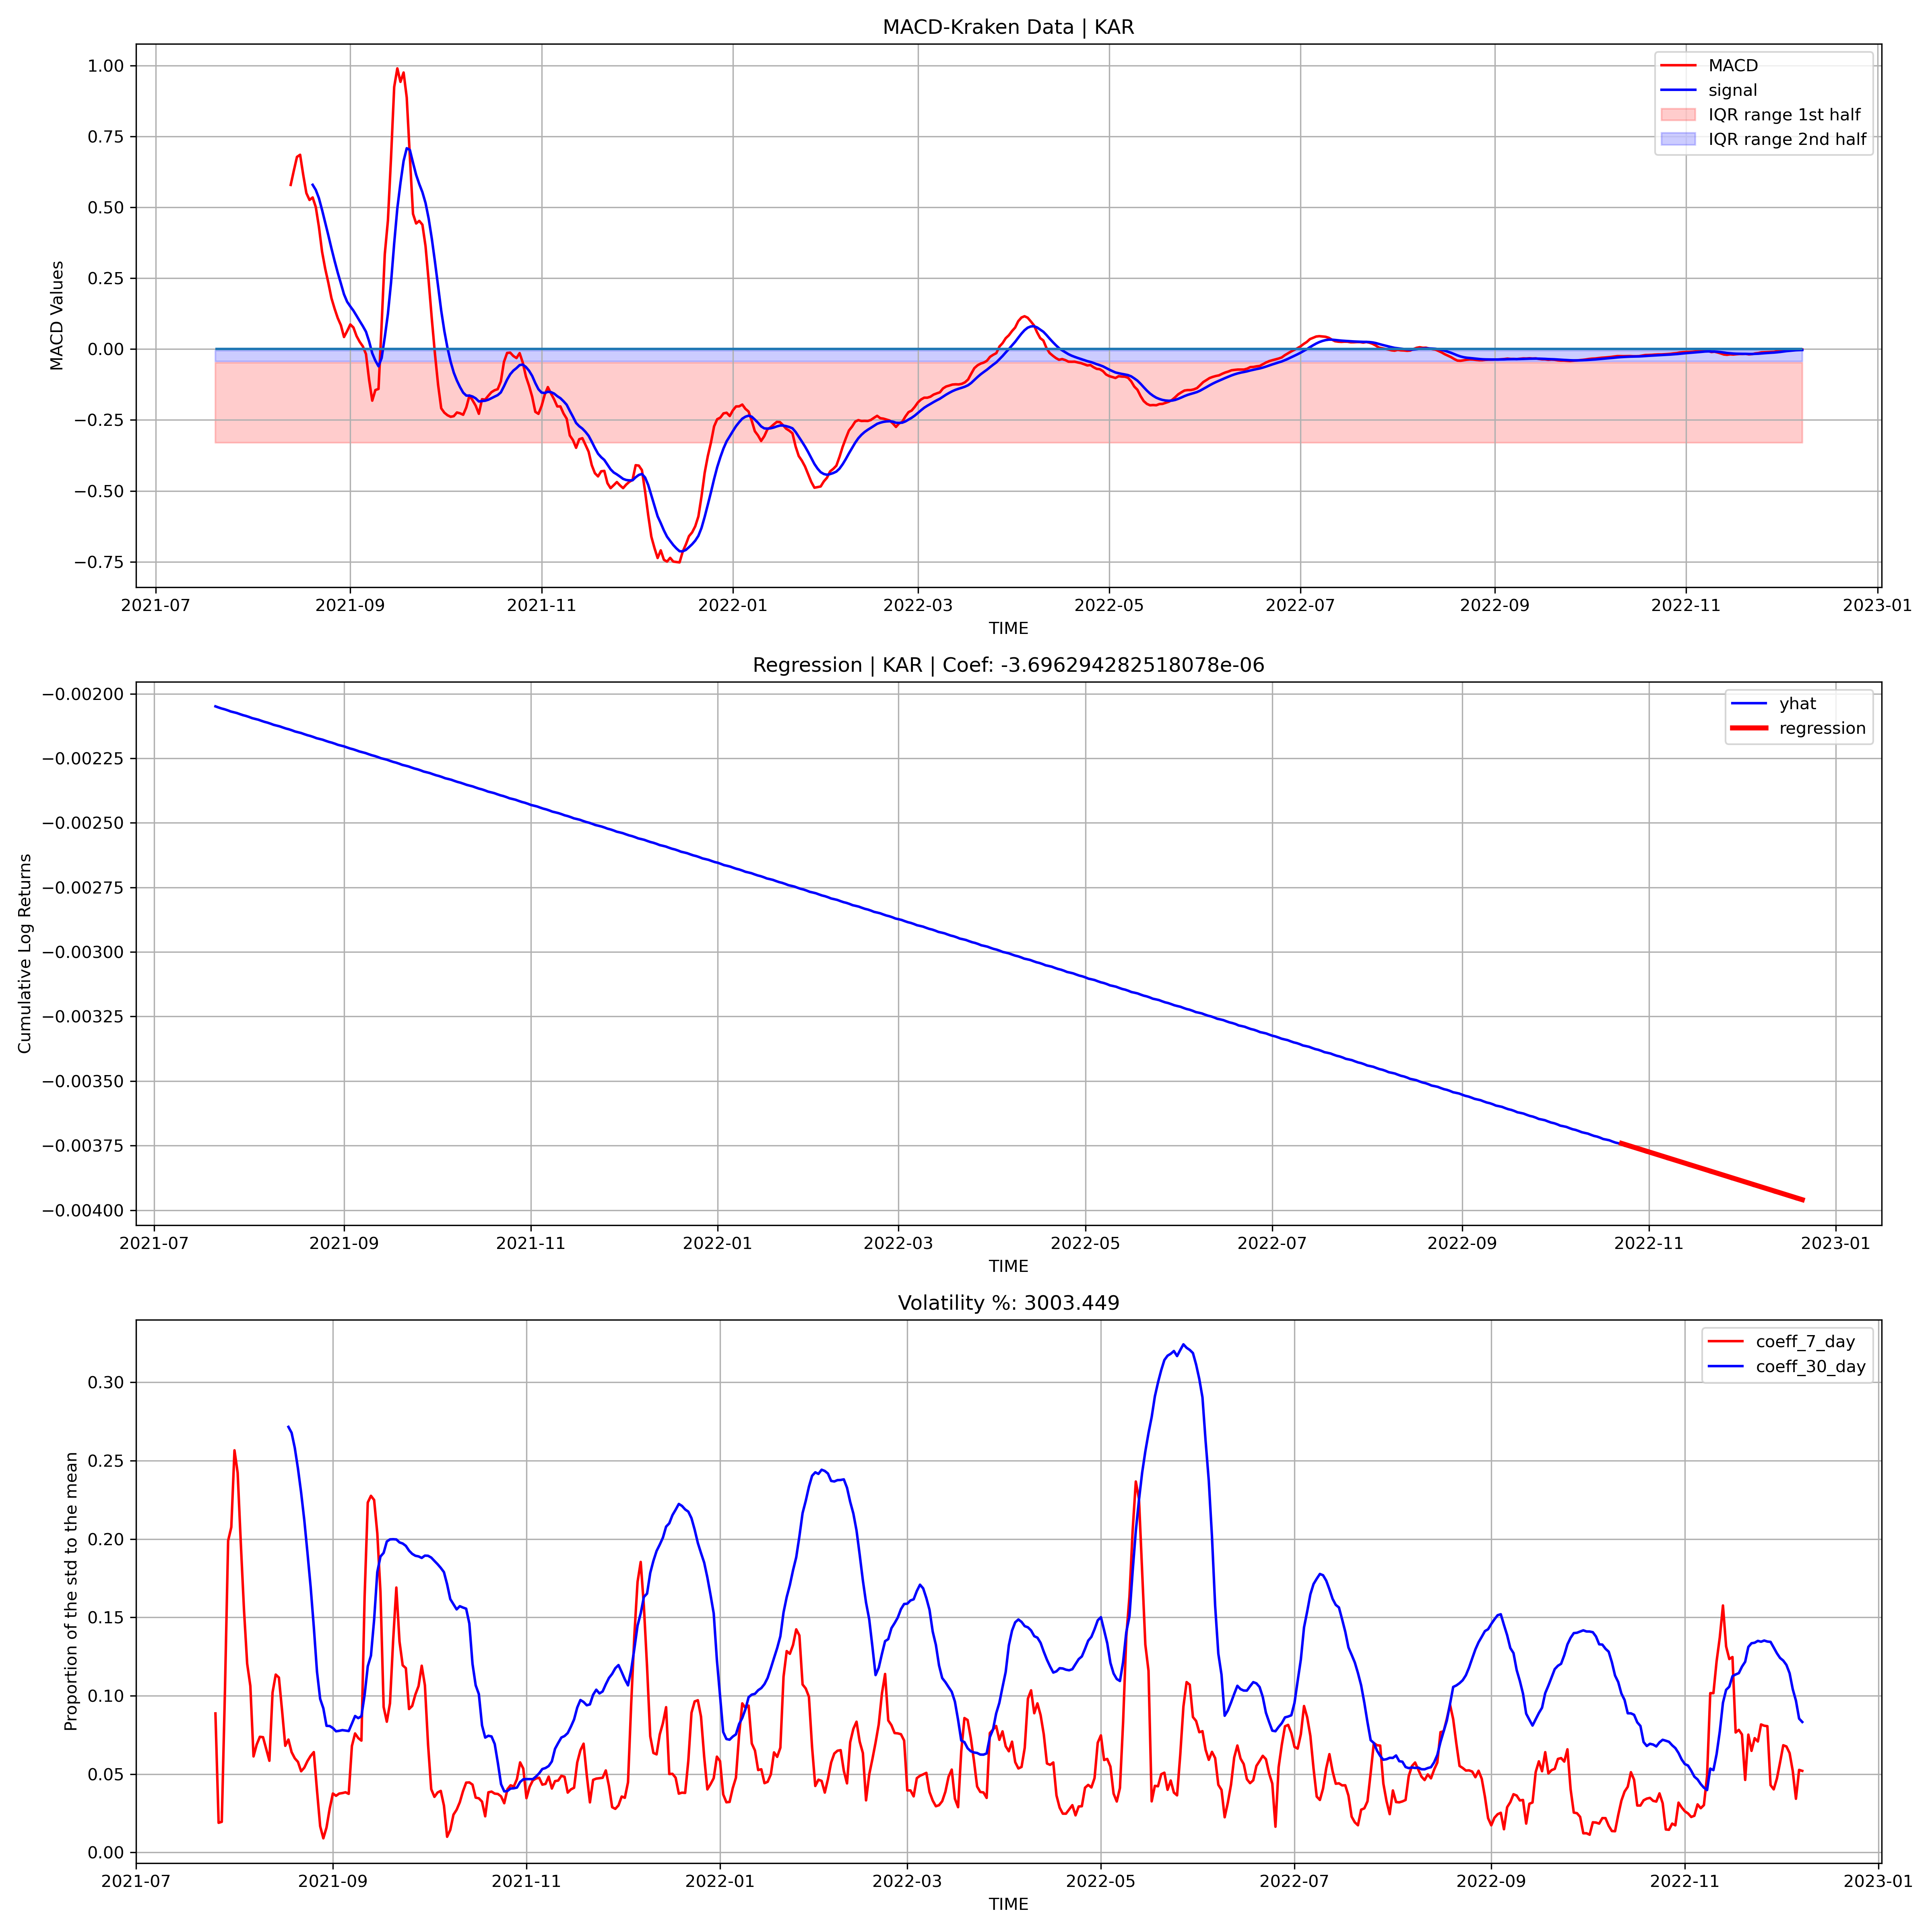 MACD-Kraken Data | KAR
MACD Values
1.00
0.75
0.50
0.25
0.00
−0.25
−0.50
−0.75
MACD
signal
IQR range 1st half
IQR range 2nd half
2021-07 2021-09 2021-11 2022-01 2022-03 2022-05 2022-07 2022-09 2022-11 2023-01
TIME
Regression | KAR | Coef: -3.696294282518078e-06
Cumulative Log Returns
−0.00200
−0.00225
−0.00250
−0.00275
−0.00300
−0.00325
−0.00350
−0.00375
−0.00400
yhat
regression
2021-07 2021-09 2021-11 2022-01 2022-03 2022-05 2022-07 2022-09 2022-11 2023-01
TIME
Volatility %: 3003.449
Proportion of the std to the mean
0.30
0.25
0.20
0.15
0.10
0.05
0.00
coeff_7_day
coeff_30_day
2021-07 2021-09 2021-11 2022-01 2022-03 2022-05 2022-07 2022-09 2022-11 2023-01
TIME